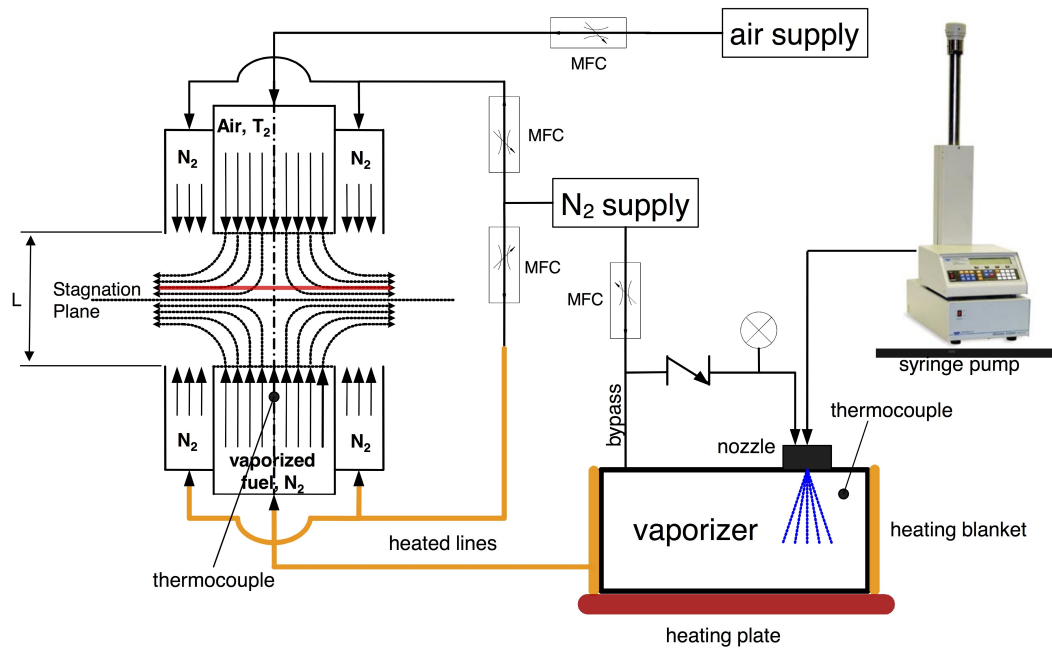 air supply
MFC
Air, T2
N2
N2
MFC
N2 supply
MFC
MFC
L
Stagnation
Plane
syringe pump
thermocouple
bypass
nozzle
N2
N2
vaporized
fuel, N2
vaporizer
heating blanket
heated lines
thermocouple
heating plate